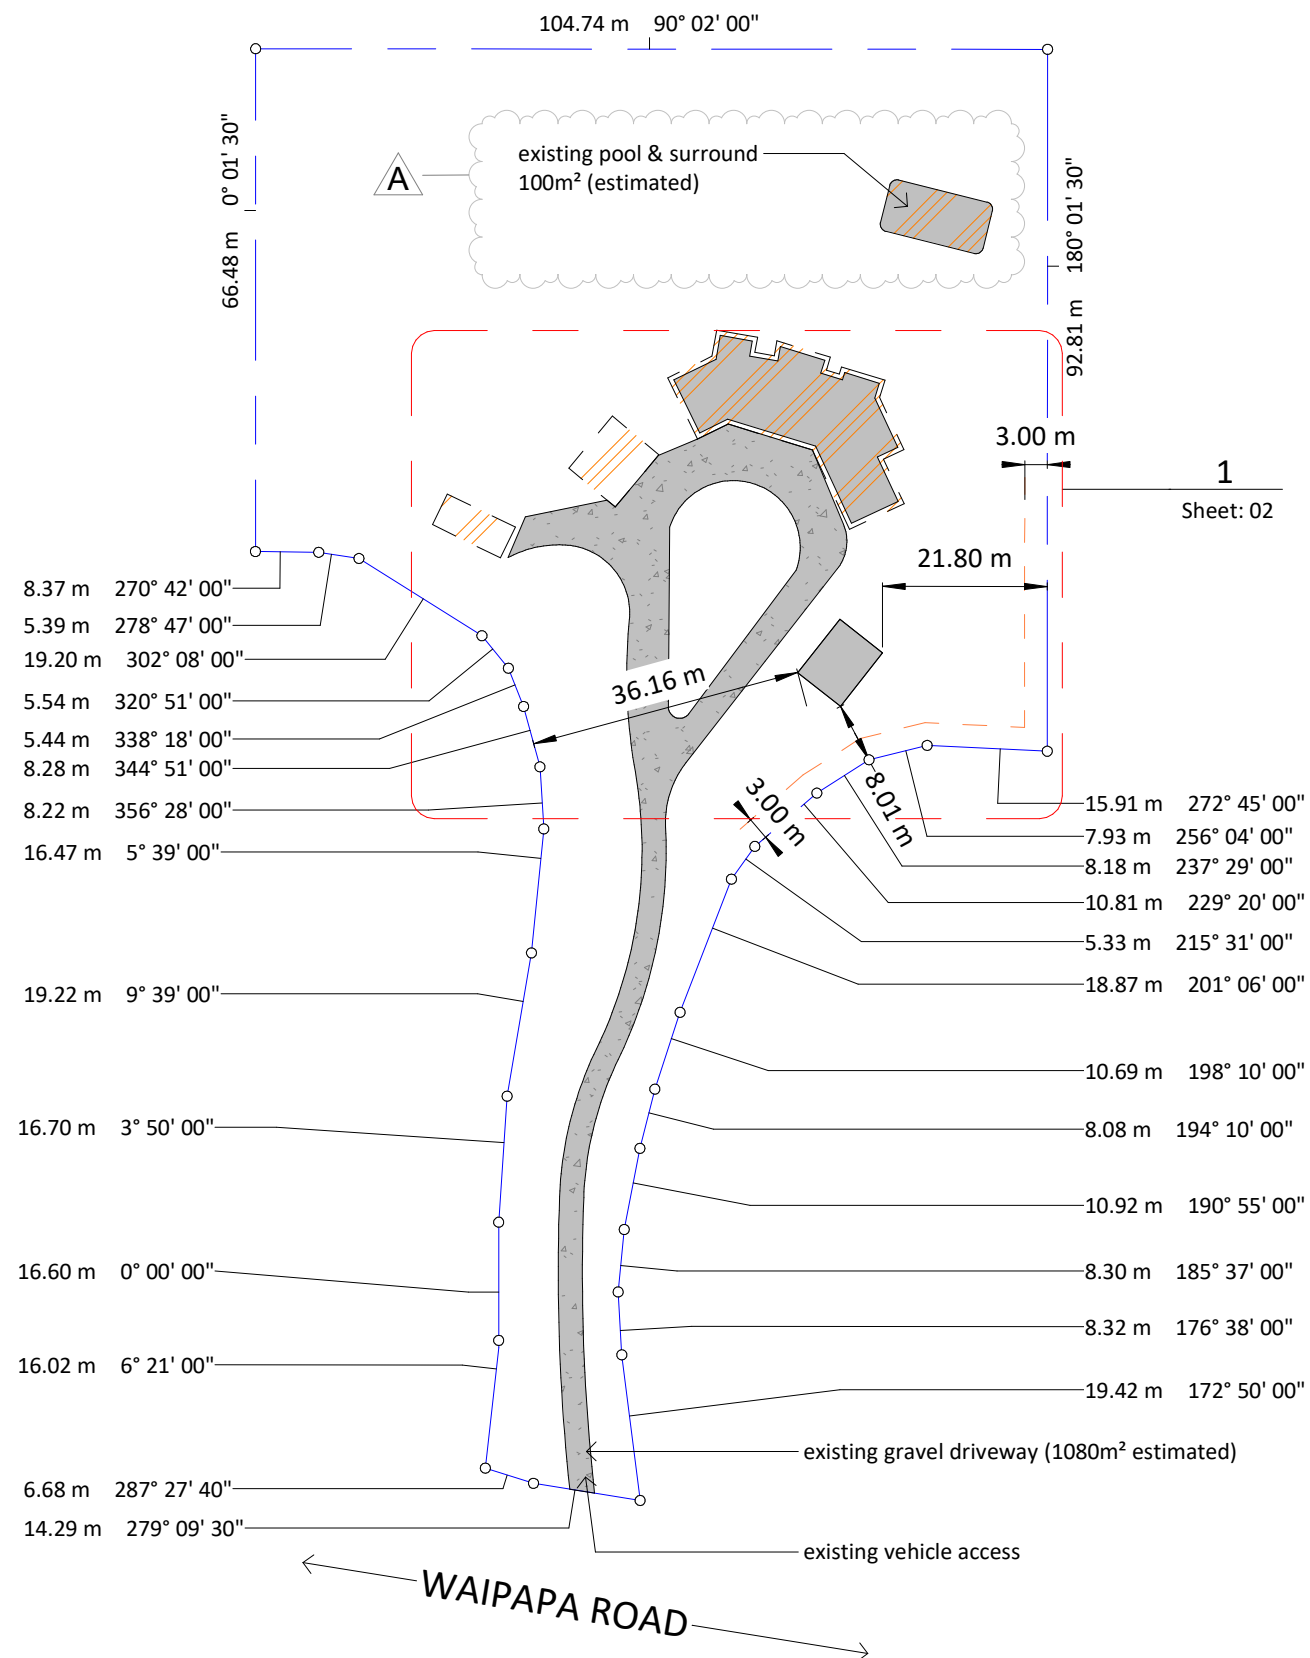 104.74 m 90° 02' 00"
66.48 m 0° 01' 30"
A
existing pool & surround
100m² (estimated)
92.81 m 180° 01' 30"
3.00 m
1
Sheet: 02
21.80 m
36.16 m
8.01 m
3.00 m
8.37 m 270° 42' 00"
5.39 m 278° 47' 00"
19.20 m 302° 08' 00"
5.54 m 320° 51' 00"
5.44 m 338° 18' 00"
8.28 m 344° 51' 00"
8.22 m 356° 28' 00"
16.47 m 5° 39' 00"
19.22 m 9° 39' 00"
16.70 m 3° 50' 00"
16.60 m 0° 00' 00"
16.02 m 6° 21' 00"
6.68 m 287° 27' 40"
14.29 m 279° 09' 30"
15.91 m 272° 45' 00"
7.93 m 256° 04' 00"
8.18 m 237° 29' 00"
10.81 m 229° 20' 00"
5.33 m 215° 31' 00"
18.87 m 201° 06' 00"
10.69 m 198° 10' 00"
8.08 m 194° 10' 00"
10.92 m 190° 55' 00"
8.30 m 185° 37' 00"
8.32 m 176° 38' 00"
19.42 m 172° 50' 00"
existing gravel driveway (1080m² estimated)
existing vehicle access
WAIPAPA ROAD